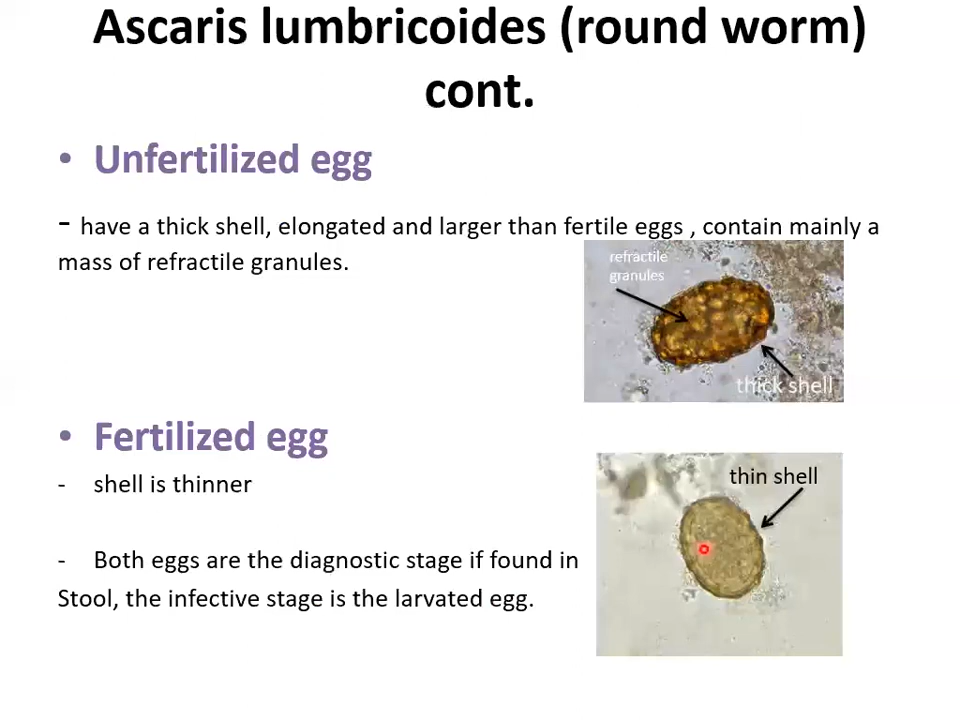 Ascaris lumbricoides (round worm)
cont.
• Unfertilized egg
- have a thick shell, elongated and larger than fertile eggs , contain mainly a
mass of refractile granules.
refractile
granules
thick shell
• Fertilized egg
- shell is thinner
thin shell
- Both eggs are the diagnostic stage if found in
Stool, the infective stage is the larvated egg.